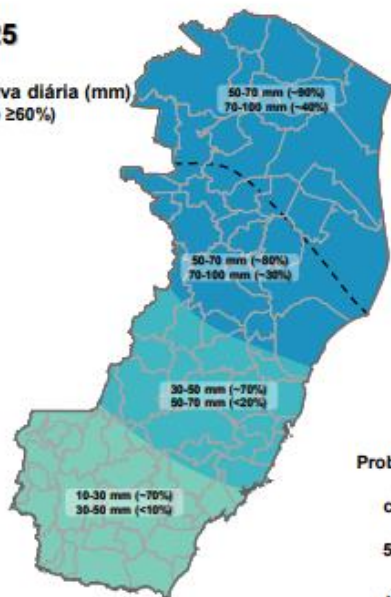 25
va diária (mm)
≥60%)
50-70 mm (~90%)
70-100 mm (~40%)
50-70 mm (~80%)
70-100 mm (~30%)
30-50 mm (~70%)
50-70 mm (<20%)
10-30 mm (~70%)
30-50 mm (<10%)
Prob
c
5